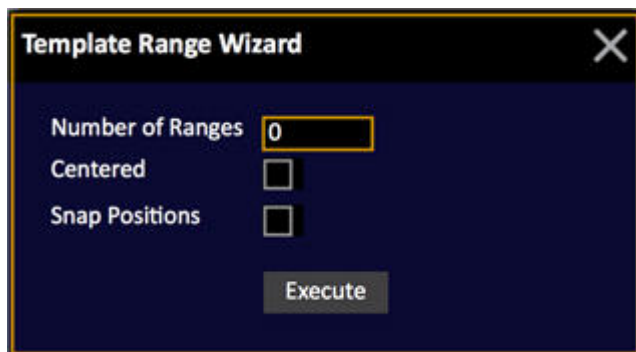 Template Range Wizard
Number of Ranges 0
Centered
Snap Positions
Execute